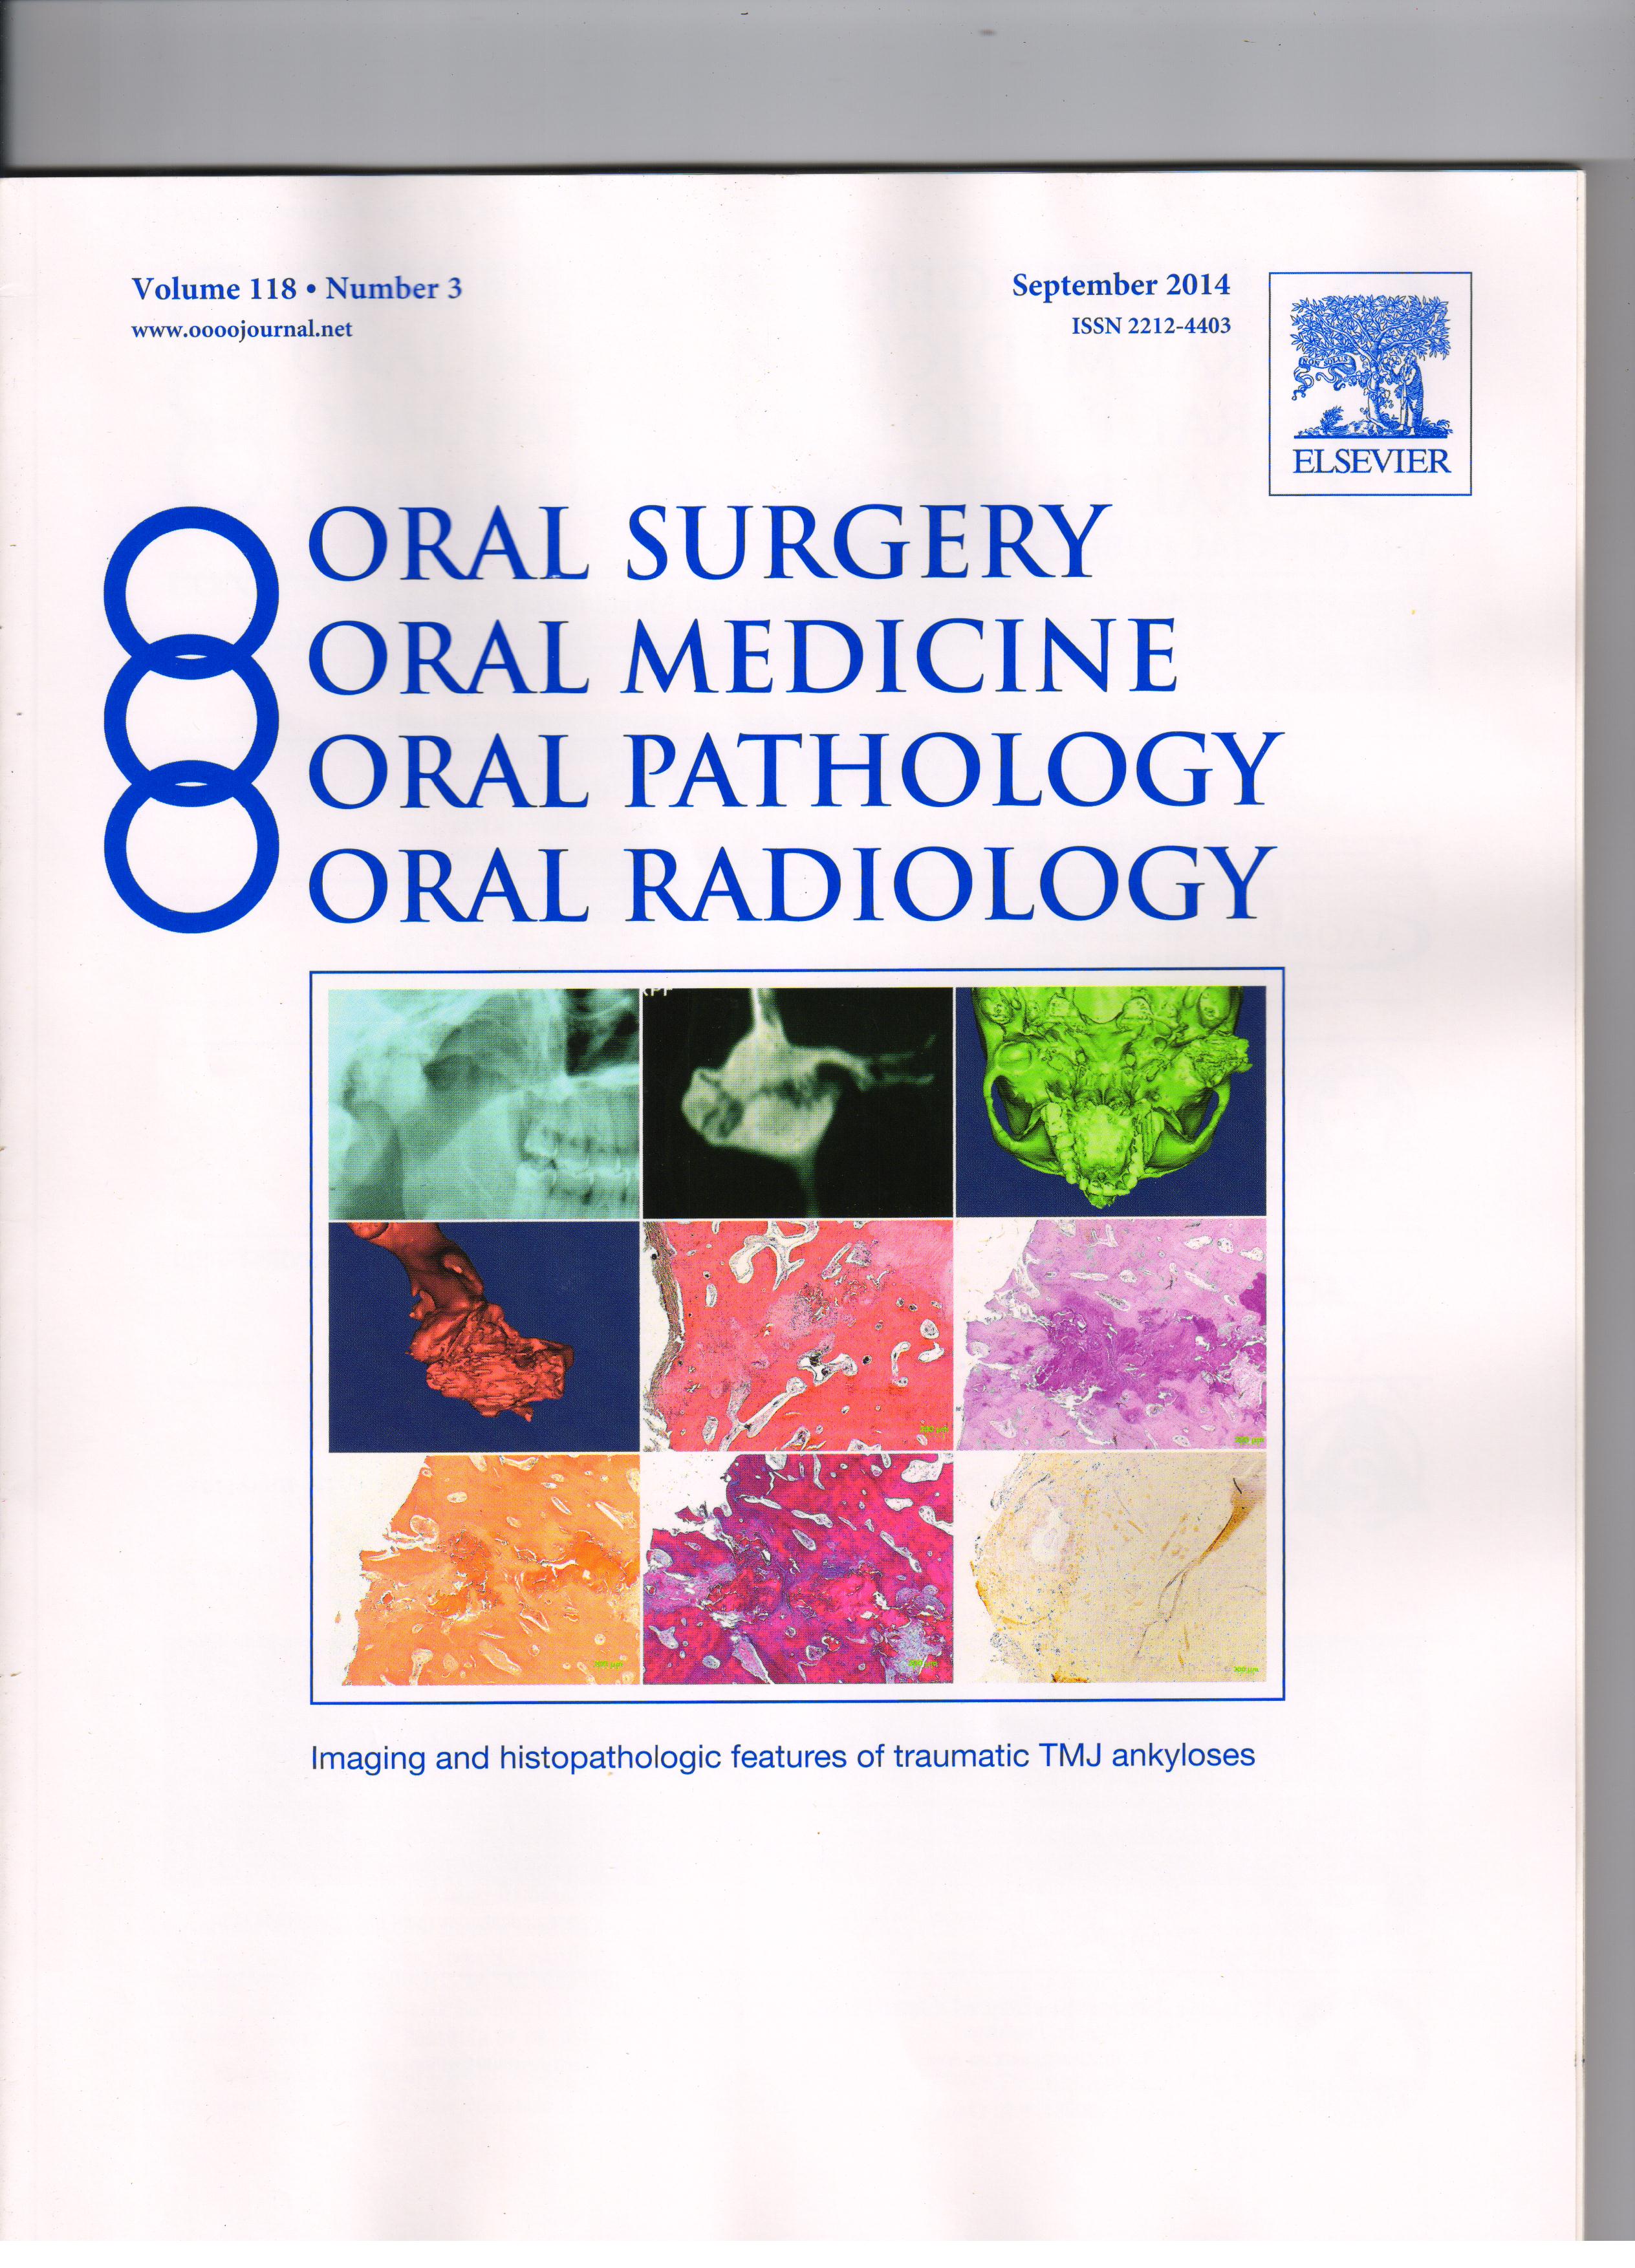 Volume 118 • Number 3
www.oooojournal.net
September 2014
ISSN 2212-4403
ELSEVIER
ORAL SURGERY
ORAL MEDICINE
ORAL PATHOLOGY
ORAL RADIOLOGY
Imaging and histopathologic features of traumatic TMJ ankyloses